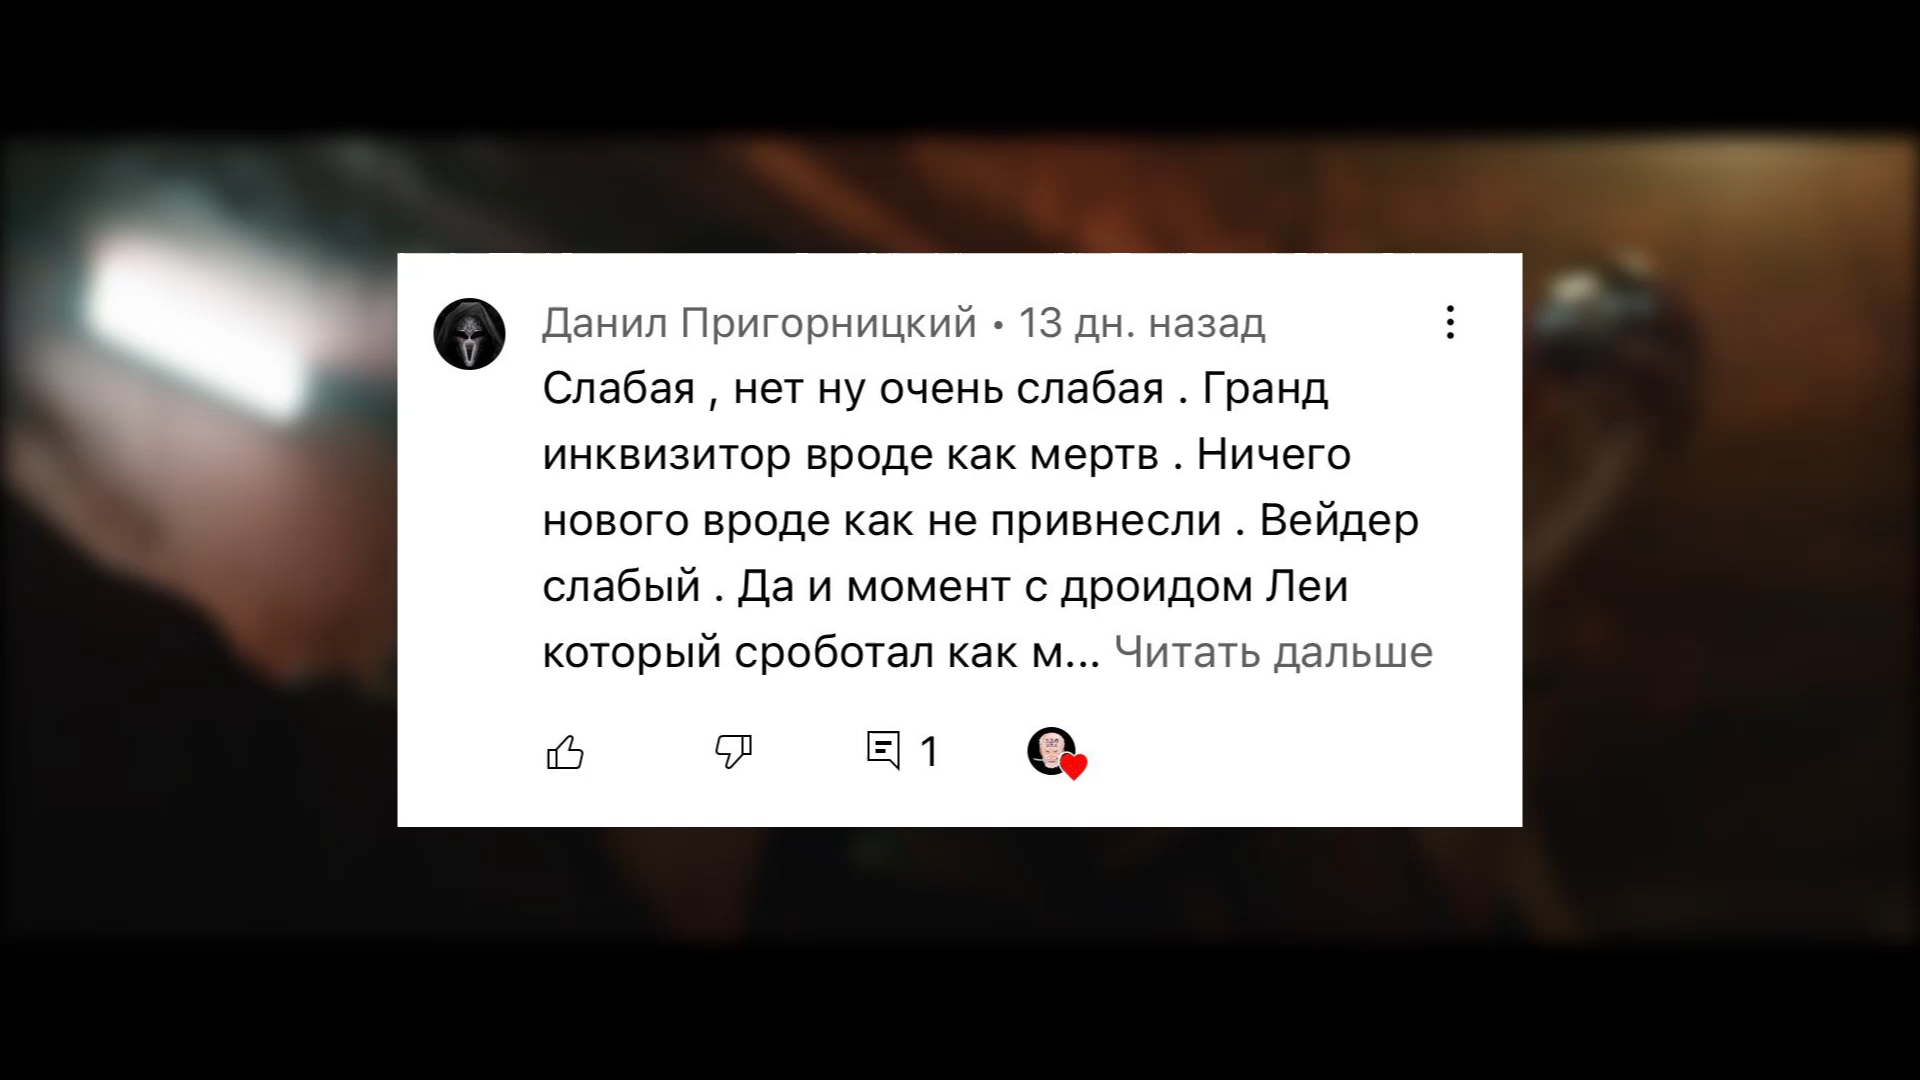 Данил Пригорницкий • 13 дн. назад
Слабая , нет ну очень слабая . Гранд
инквизитор вроде как мертв . Ничего
нового вроде как не привнесли . Вейдер
слабый . Да и момент с дроидом Леи
который сроботал как м... Читать дальше
1